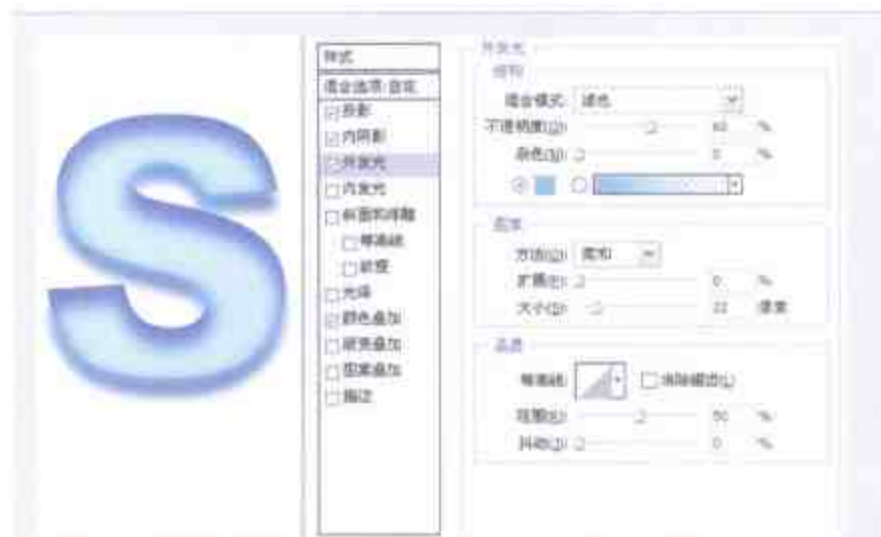 S
样式
混合选项:自定
投影
内阴影
外发光
内发光
斜面和浮雕
等高线
纹理
光泽
颜色叠加
渐变叠加
图案叠加
描边
外发光
结构
混合模式: 滤色
不透明度(O): %
杂色(N): 0 %
图素
方法(Q): 柔和
扩展(P): 0 %
大小(S): 像素
品质
等高线: 消除锯齿(L)
范围(R): 50 %
抖动(J): 0 %